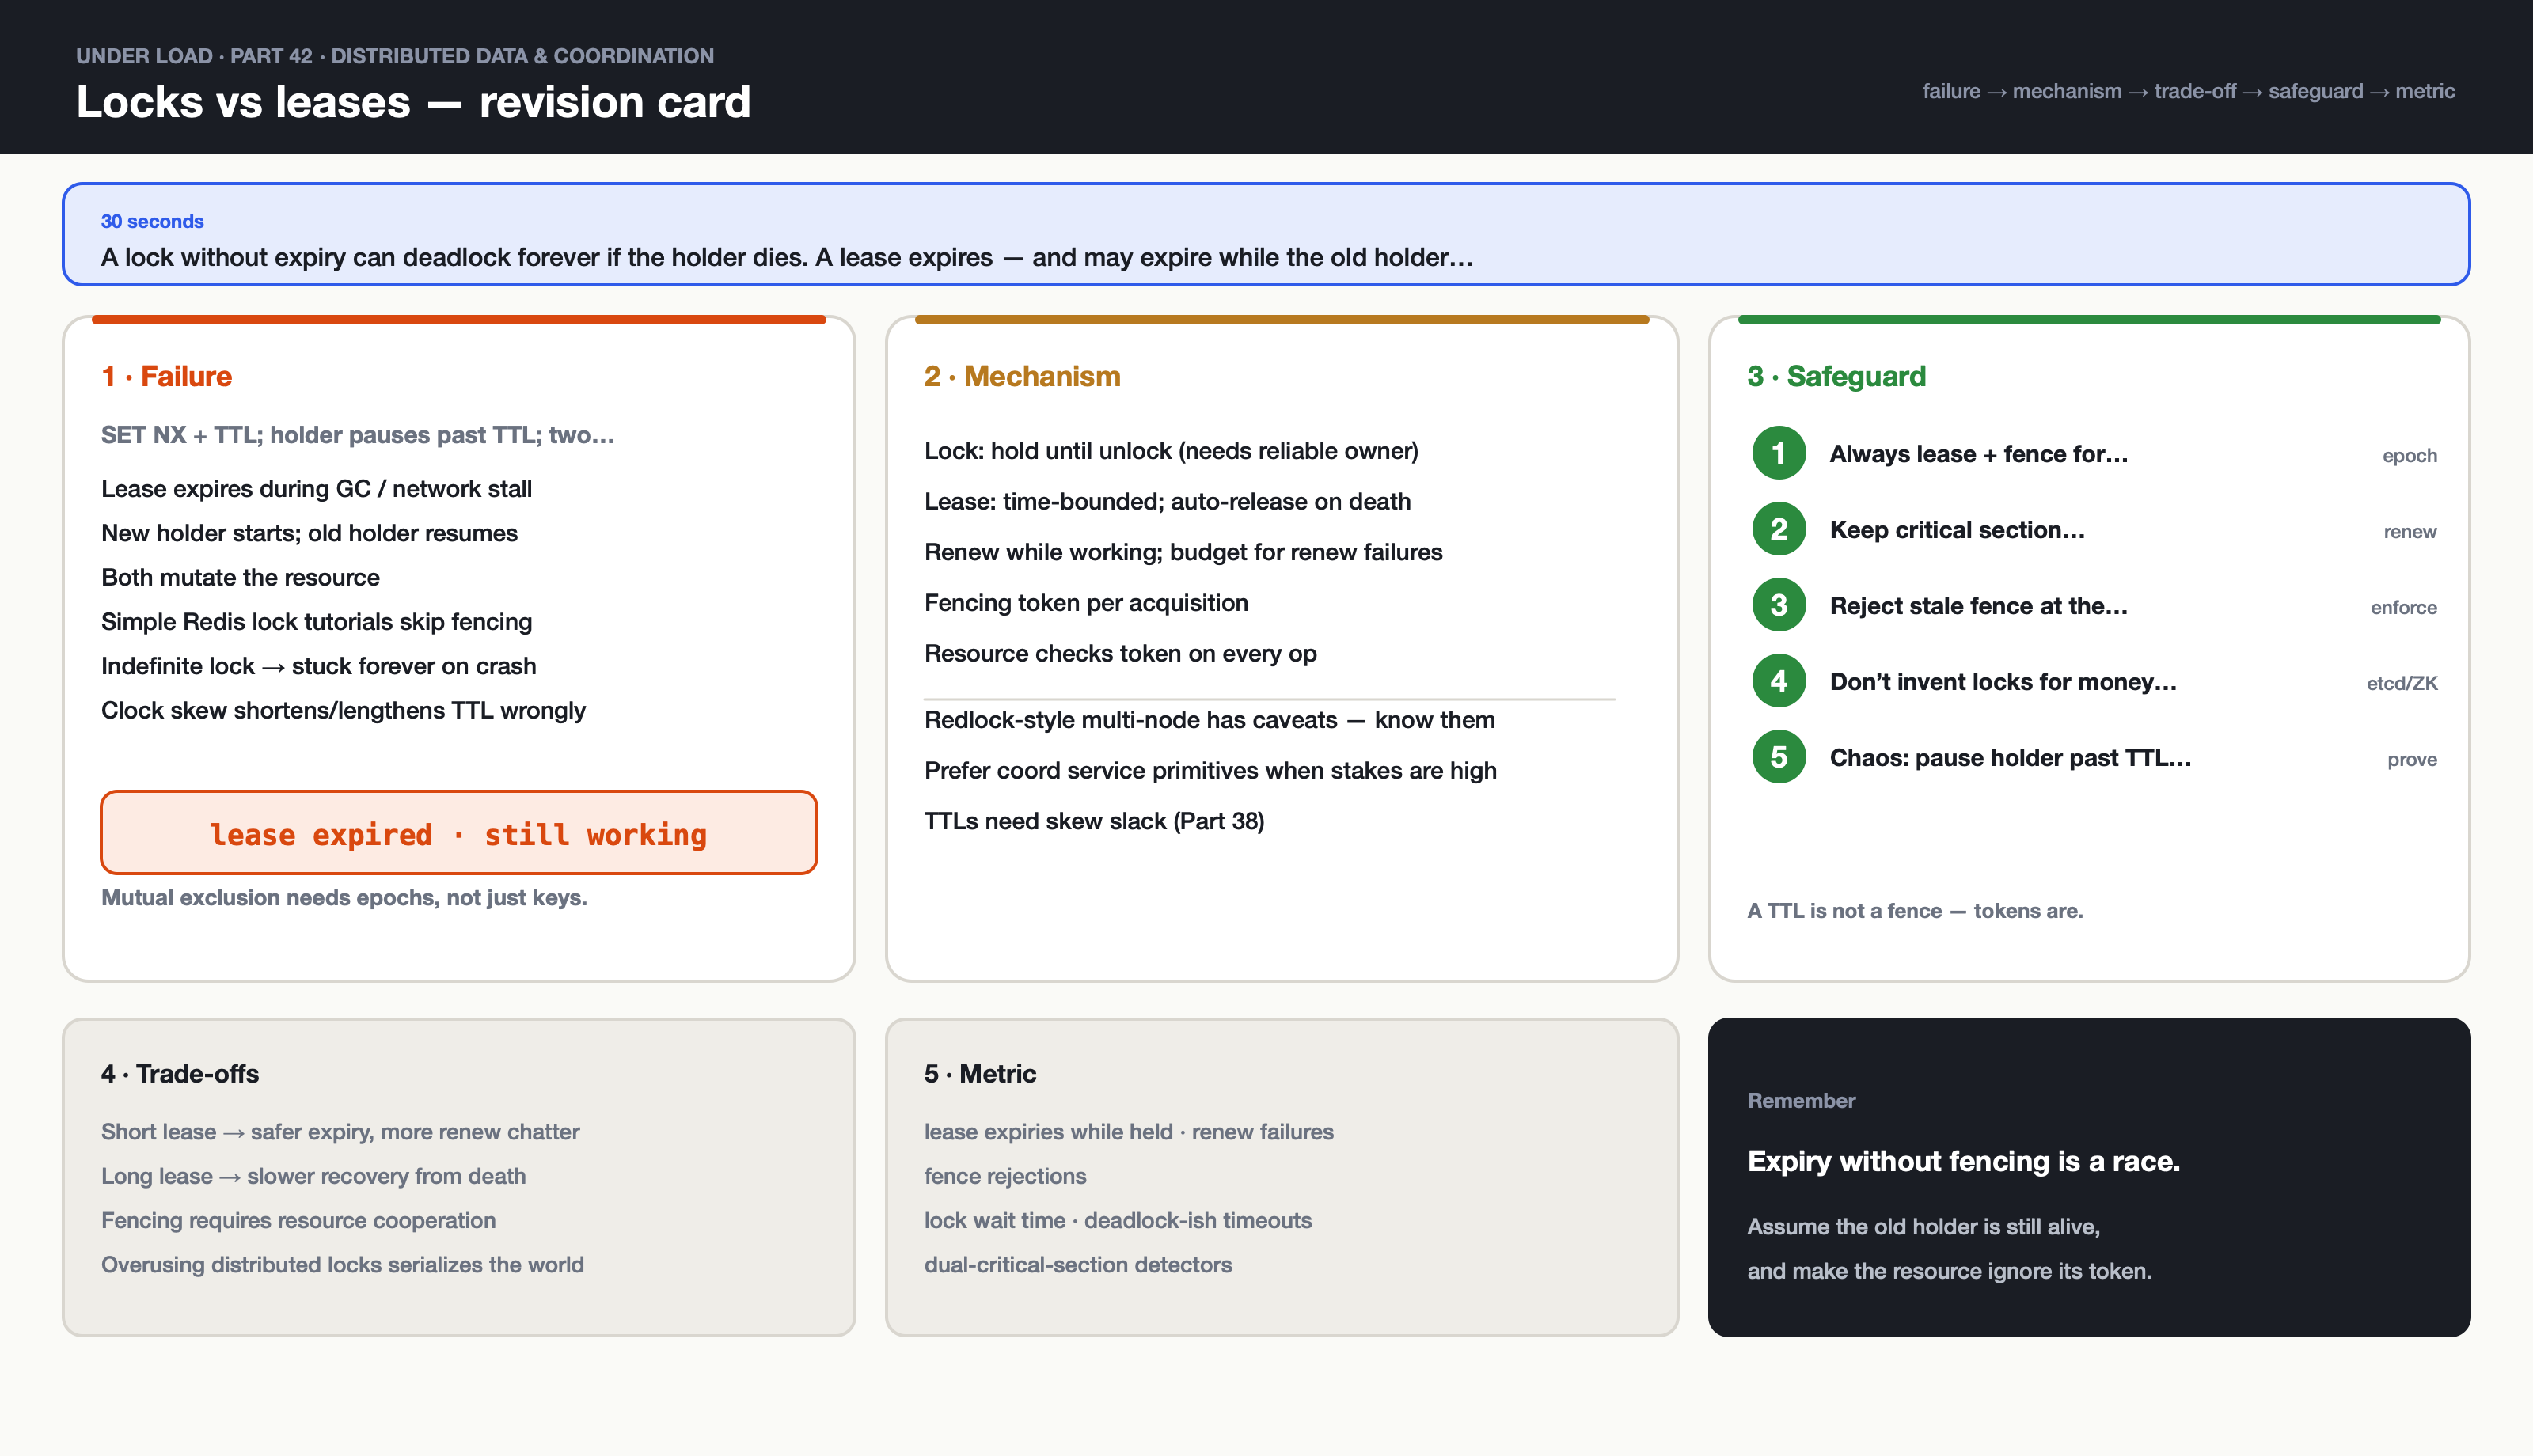 UNDER LOAD · PART 42 · DISTRIBUTED DATA & COORDINATION
Locks vs leases — revision card
failure → mechanism → trade-off → safeguard → metric
30 seconds
A lock without expiry can deadlock forever if the holder dies. A lease expires — and may expire while the old holder…
1 · Failure
SET NX + TTL; holder pauses past TTL; two…
Lease expires during GC / network stall
New holder starts; old holder resumes
Both mutate the resource
Simple Redis lock tutorials skip fencing
Indefinite lock → stuck forever on crash
Clock skew shortens/lengthens TTL wrongly
lease expired · still working
Mutual exclusion needs epochs, not just keys.
2 · Mechanism
Lock: hold until unlock (needs reliable owner)
Lease: time-bounded; auto-release on death
Renew while working; budget for renew failures
Fencing token per acquisition
Resource checks token on every op
Redlock-style multi-node has caveats — know them
Prefer coord service primitives when stakes are high
TTLs need skew slack (Part 38)
3 · Safeguard
1 Always lease + fence for… epoch
2 Keep critical section… renew
3 Reject stale fence at the… enforce
4 Don’t invent locks for money… etcd/ZK
5 Chaos: pause holder past TTL… prove
A TTL is not a fence — tokens are.
4 · Trade-offs
Short lease → safer expiry, more renew chatter
Long lease → slower recovery from death
Fencing requires resource cooperation
Overusing distributed locks serializes the world
5 · Metric
lease expiries while held · renew failures
fence rejections
lock wait time · deadlock-ish timeouts
dual-critical-section detectors
Remember
Expiry without fencing is a race.
Assume the old holder is still alive,
and make the resource ignore its token.